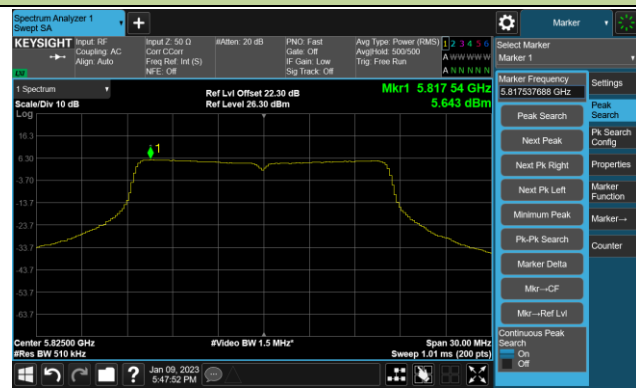 Spectrum Analyzer 1
Swept SA
+
Marker
KEYSIGHT
Input: RF
Coupling: AC
Align: Auto
Input Z: 50 Ω
Corr CCorr
Freq Ref: Int (S)
NFE: Off
#Atten: 20 dB
PNO: Fast
Gate: Off
IF Gain: Low
Sig Track: Off
Avg Type: Power (RMS)
Avg|Hold: 500/500
Trig: Free Run
1 2 3 4 5 6
A W W W W W
A N N N N N
LXI
Select Marker
Marker 1
1 Spectrum
Scale/Div 10 dB
Log
Ref Lvl Offset 22.30 dB
Ref Level 26.30 dBm
Mkr1 5.817 54 GHz
5.643 dBm
16.3
6.30
-3.70
-13.7
-23.7
-33.7
-43.7
-53.7
-63.7
1
Center 5.82500 GHz
#Res BW 510 kHz
#Video BW 1.5 MHz*
Span 30.00 MHz
Sweep 1.01 ms (200 pts)
Marker Frequency
5.817537688 GHz
Peak Search
Next Peak
Next Pk Right
Next Pk Left
Minimum Peak
Pk-Pk Search
Marker Delta
Mkr→CF
Mkr→Ref Lvl
Continuous Peak
Search
On
Off
Settings
Peak
Search
Pk Search
Config
Properties
Marker
Function
Marker→
Counter
?
Jan 09, 2023
5:47:52 PM